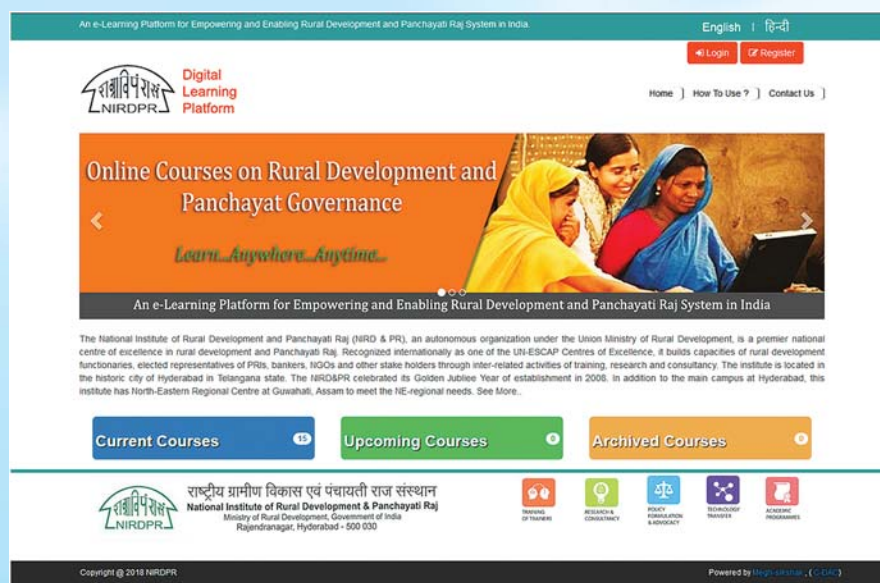 An e-Learning Platform for Empowering and Enabling Rural Development and Panchayati Raj System in India.
English | हिन्दी
Login Register
राग्राविपंरासं
NIRDPR
Digital
Learning
Platform
Home ] How To Use ? ] Contact Us ]
Online Courses on Rural Development and
Panchayat Governance
Learn...Anywhere...Anytime...
An e-Learning Platform for Empowering and Enabling Rural Development and Panchayati Raj System in India
The National Institute of Rural Development and Panchayati Raj (NIRD & PR), an autonomous organization under the Union Ministry of Rural Development, is a premier national
centre of excellence in rural development and Panchayati Raj. Recognized internationally as one of the UN-ESCAP Centres of Excellence, it builds capacities of rural development
functionaries, elected representatives of PRIs, bankers, NGOs and other stake holders through inter-related activities of training, research and consultancy. The institute is located in
the historic city of Hyderabad in Telangana state. The NIRD&PR celebrated its Golden Jubilee Year of establishment in 2008. In addition to the main campus at Hyderabad, this
institute has North-Eastern Regional Centre at Guwahati, Assam to meet the NE-regional needs. See More..
Current Courses 15
Upcoming Courses 0
Archived Courses 0
राग्राविपंरासं
NIRDPR
राष्ट्रीय ग्रामीण विकास एवं पंचायती राज संस्थान
National Institute of Rural Development & Panchayati Raj
Ministry of Rural Development, Government of India
Rajendranagar, Hyderabad - 500 030
TRAINING
OF TRAINERS
RESEARCH &
CONSULTANCY
POLICY
FORMULATION
& ADVOCACY
TECHNOLOGY
TRANSFER
ACADEMIC
PROGRAMMES
Copyright @ 2018 NIRDPR
Powered by Megh-sikshak , ( C-DAC)